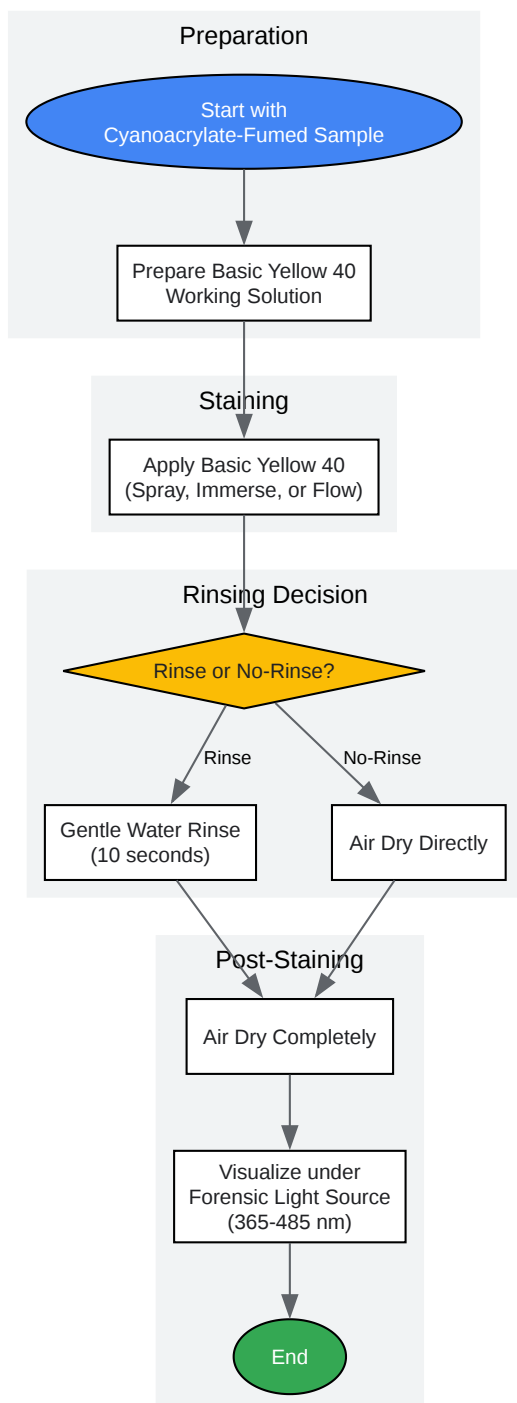 Preparation
Start with
Cyanoacrylate-Fumed Sample
Prepare Basic Yellow 40
Working Solution
Staining
Apply Basic Yellow 40
(Spray, Immerse, or Flow)
Rinsing Decision
Rinse or No-Rinse?
Rinse
No-Rinse
Gentle Water Rinse
(10 seconds)
Air Dry Directly
Post-Staining
Air Dry Completely
Visualize under
Forensic Light Source
(365-485 nm)
End